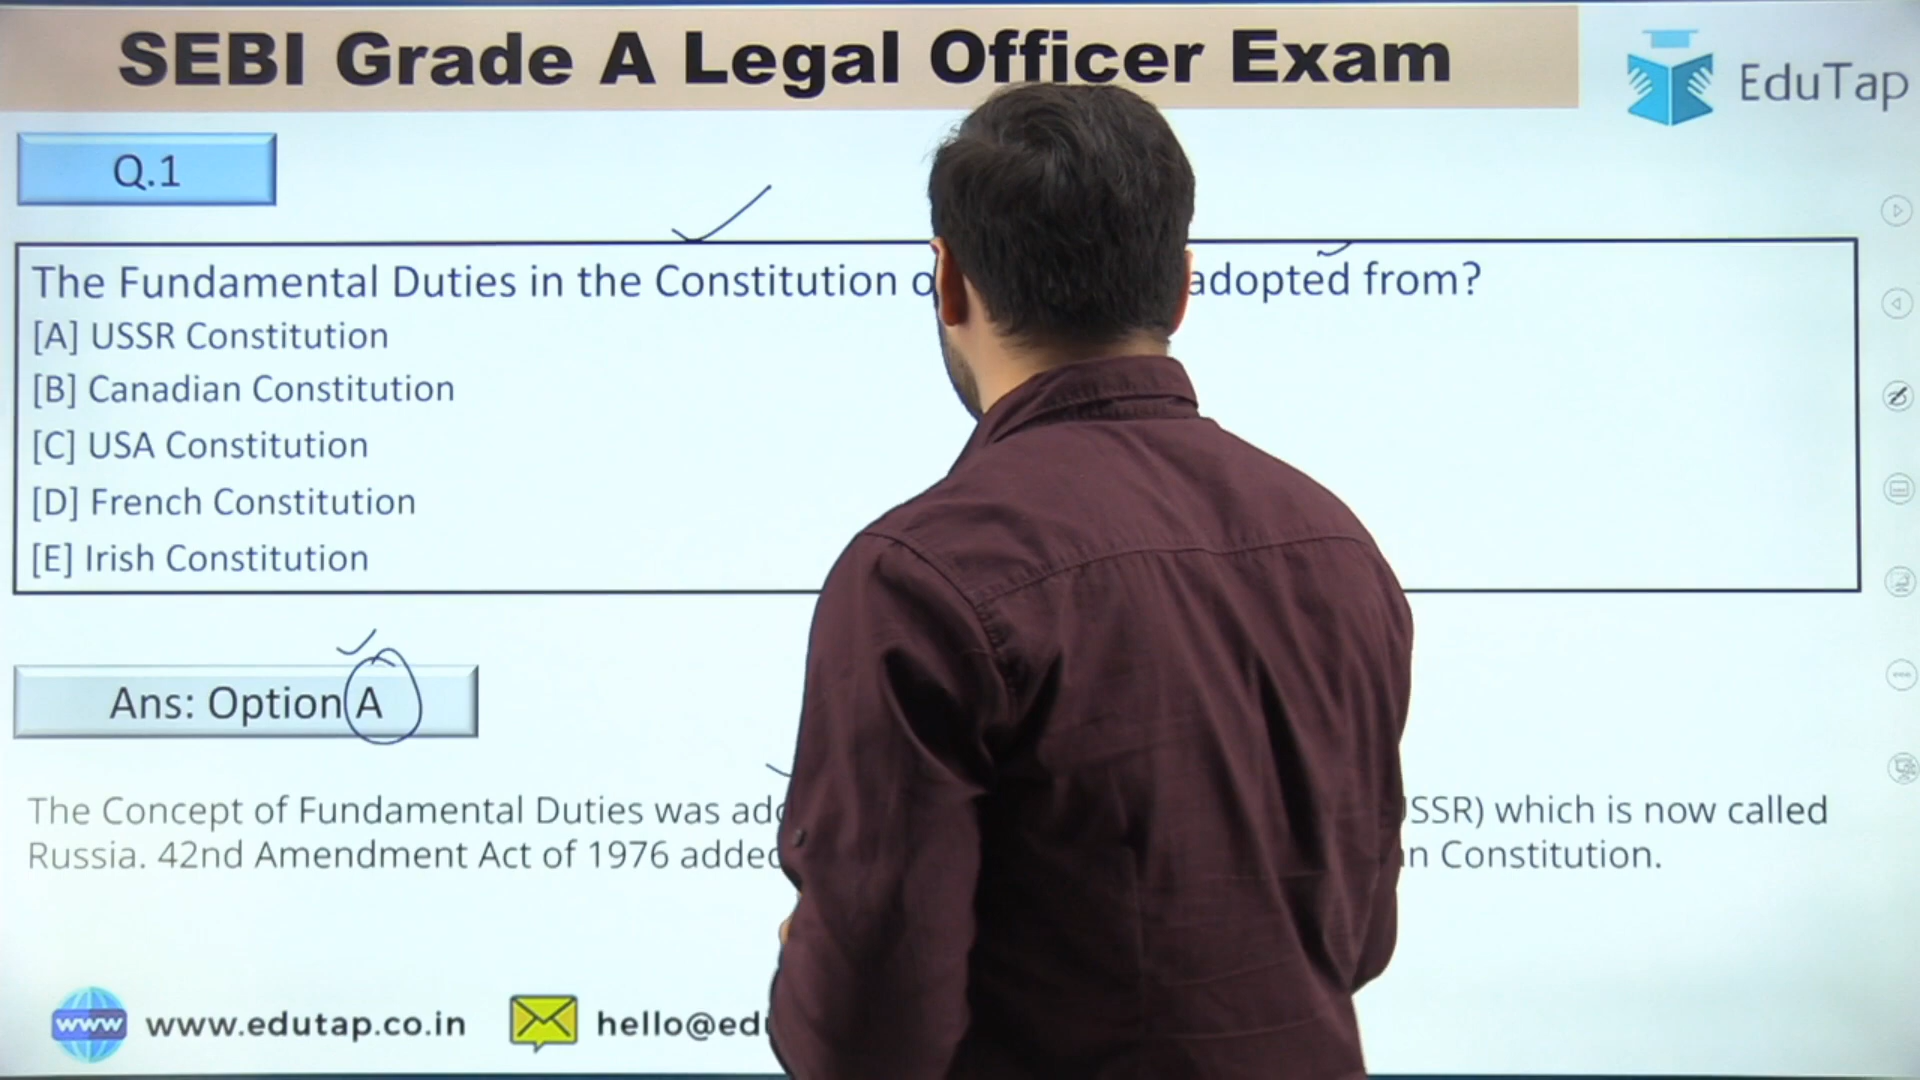 SEBI Grade A Legal Officer Exam
EduTap
Q.1
The Fundamental Duties in the Constitution adopted from?
[A] USSR Constitution
[B] Canadian Constitution
[C] USA Constitution
[D] French Constitution
[E] Irish Constitution
Ans: Option A
The Concept of Fundamental Duties was SSR) which is now called
Russia. 42nd Amendment Act of 1976 added Constitution.
www www.edutap.co.in hello@edu